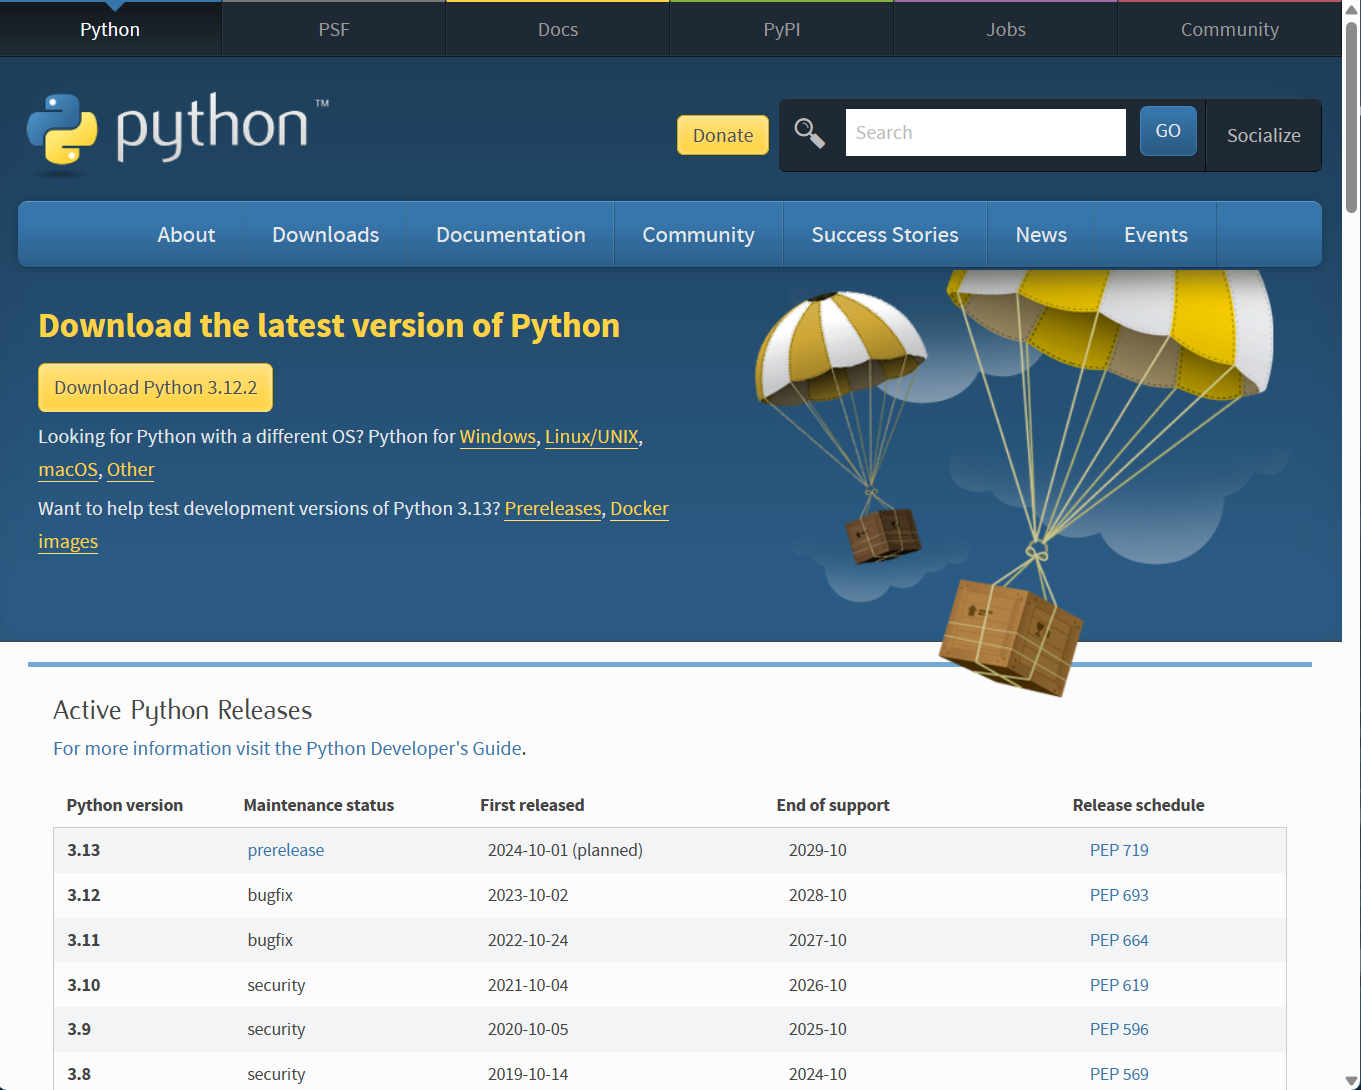 Python PSF Docs PyPI Jobs Community
python ™
Donate Search GO Socialize
About Downloads Documentation Community Success Stories News Events
Download the latest version of Python
Download Python 3.12.2
Looking for Python with a different OS? Python for Windows, Linux/UNIX,
macOS, Other
Want to help test development versions of Python 3.13? Prereleases, Docker
images
Active Python Releases
For more information visit the Python Developer's Guide.
Python version Maintenance status First released End of support Release schedule
3.13 prerelease 2024-10-01 (planned) 2029-10 PEP 719
3.12 bugfix 2023-10-02 2028-10 PEP 693
3.11 bugfix 2022-10-24 2027-10 PEP 664
3.10 security 2021-10-04 2026-10 PEP 619
3.9 security 2020-10-05 2025-10 PEP 596
3.8 security 2019-10-14 2024-10 PEP 569